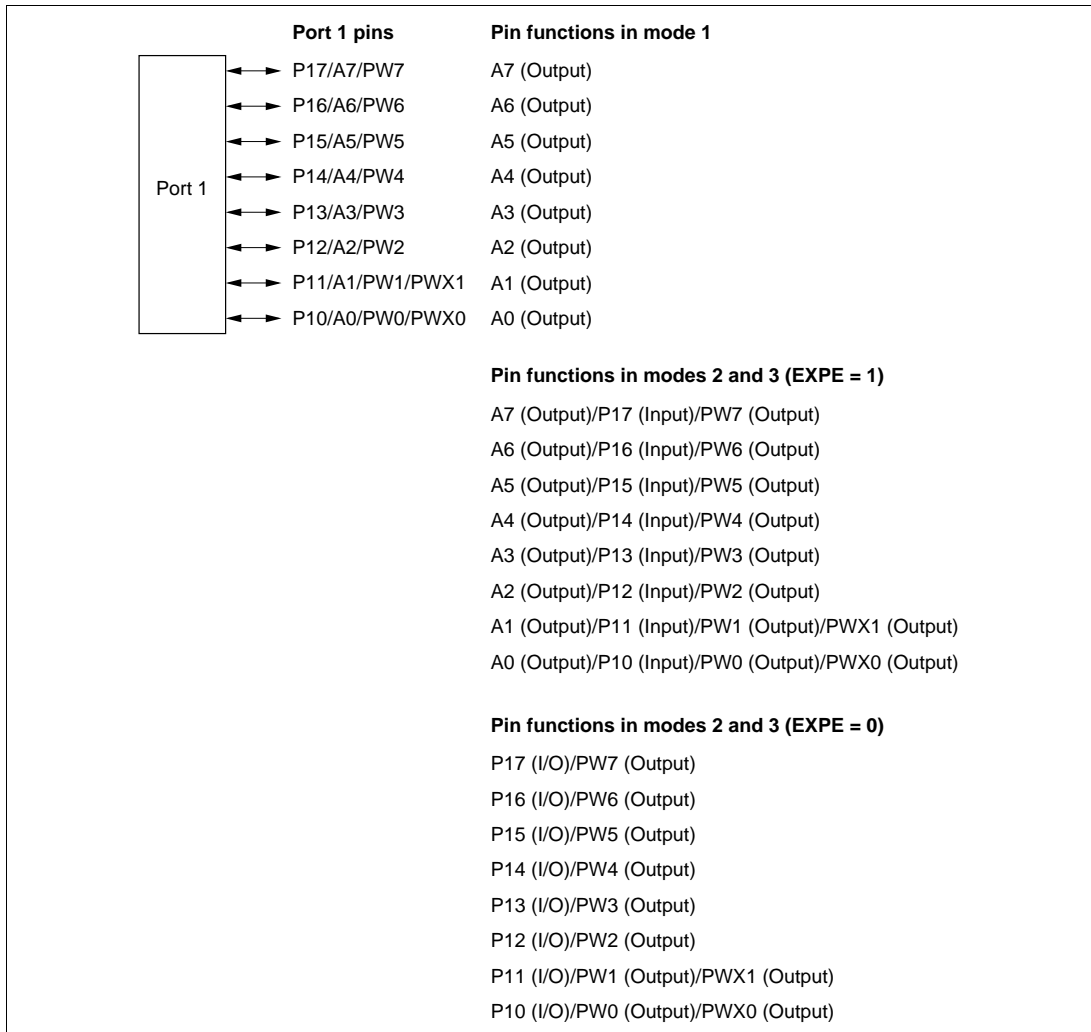 Port 1 pins Pin functions in mode 1
P17/A7/PW7 A7 (Output)
P16/A6/PW6 A6 (Output)
P15/A5/PW5 A5 (Output)
P14/A4/PW4 A4 (Output)
Port 1
P13/A3/PW3 A3 (Output)
P12/A2/PW2 A2 (Output)
P11/A1/PW1/PWX1 A1 (Output)
P10/A0/PW0/PWX0 A0 (Output)
Pin functions in modes 2 and 3 (EXPE = 1)
A7 (Output)/P17 (Input)/PW7 (Output)
A6 (Output)/P16 (Input)/PW6 (Output)
A5 (Output)/P15 (Input)/PW5 (Output)
A4 (Output)/P14 (Input)/PW4 (Output)
A3 (Output)/P13 (Input)/PW3 (Output)
A2 (Output)/P12 (Input)/PW2 (Output)
A1 (Output)/P11 (Input)/PW1 (Output)/PWX1 (Output)
A0 (Output)/P10 (Input)/PW0 (Output)/PWX0 (Output)
Pin functions in modes 2 and 3 (EXPE = 0)
P17 (I/O)/PW7 (Output)
P16 (I/O)/PW6 (Output)
P15 (I/O)/PW5 (Output)
P14 (I/O)/PW4 (Output)
P13 (I/O)/PW3 (Output)
P12 (I/O)/PW2 (Output)
P11 (I/O)/PW1 (Output)/PWX1 (Output)
P10 (I/O)/PW0 (Output)/PWX0 (Output)